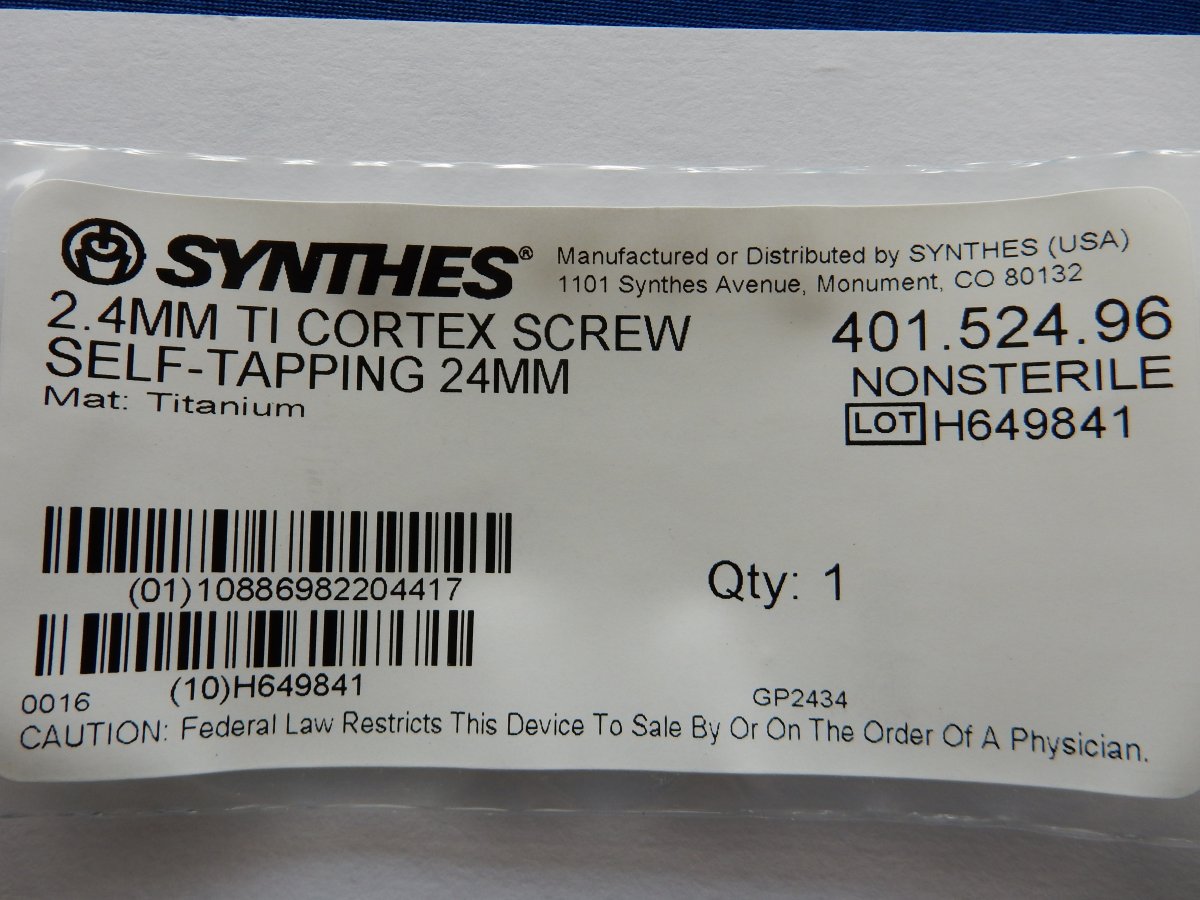 SYNTHES®
Manufactured or Distributed by SYNTHES (USA)
1101 Synthes Avenue, Monument, CO 80132
2.4MM TI CORTEX SCREW
SELF-TAPPING 24MM
Mat: Titanium
401.524.96
NONSTERILE
LOT H649841
(01)10886982204417
Qty: 1
(10)H649841
0016
GP2434
CAUTION: Federal Law Restricts This Device To Sale By Or On The Order Of A Physician.